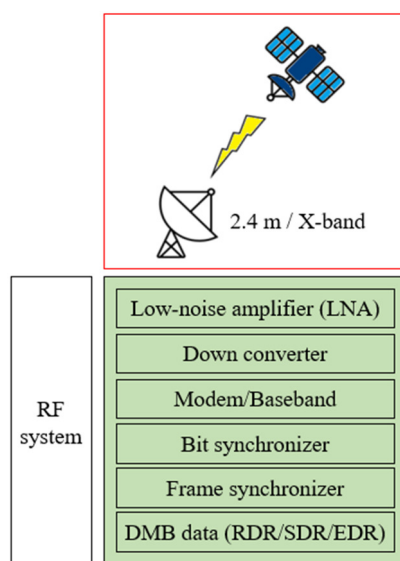 2.4 m / X-band
Low-noise amplifier (LNA)
Down converter
Modem/Baseband
RF
system
Bit synchronizer
Frame synchronizer
DMB data (RDR/SDR/EDR)